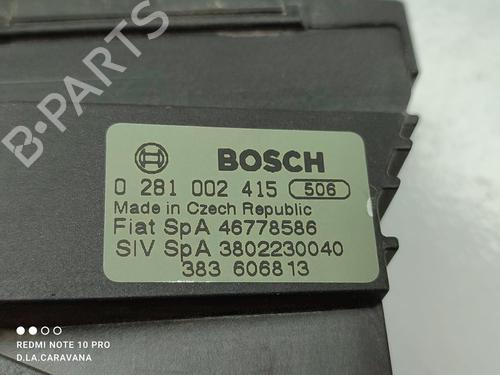 B-PARTS
BOSCH
0 281 002 415 506
Made in Czech Republic
Fiat SpA 46778586
SIV SpA 3802230040
383 606813
REDMI NOTE 10 PRO
D.LA.CARAVANA